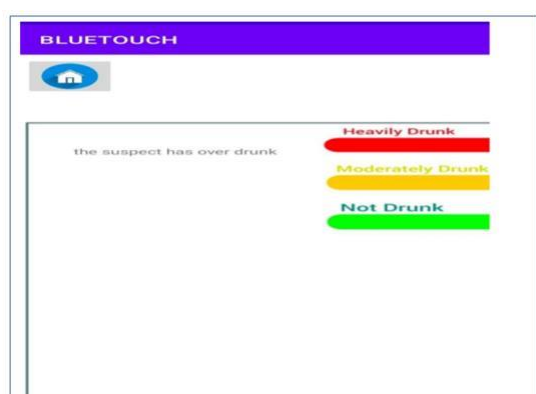 BLUETOUCH
Heavily Drunk
the suspect has over drunk
Moderately Drunk
Not Drunk